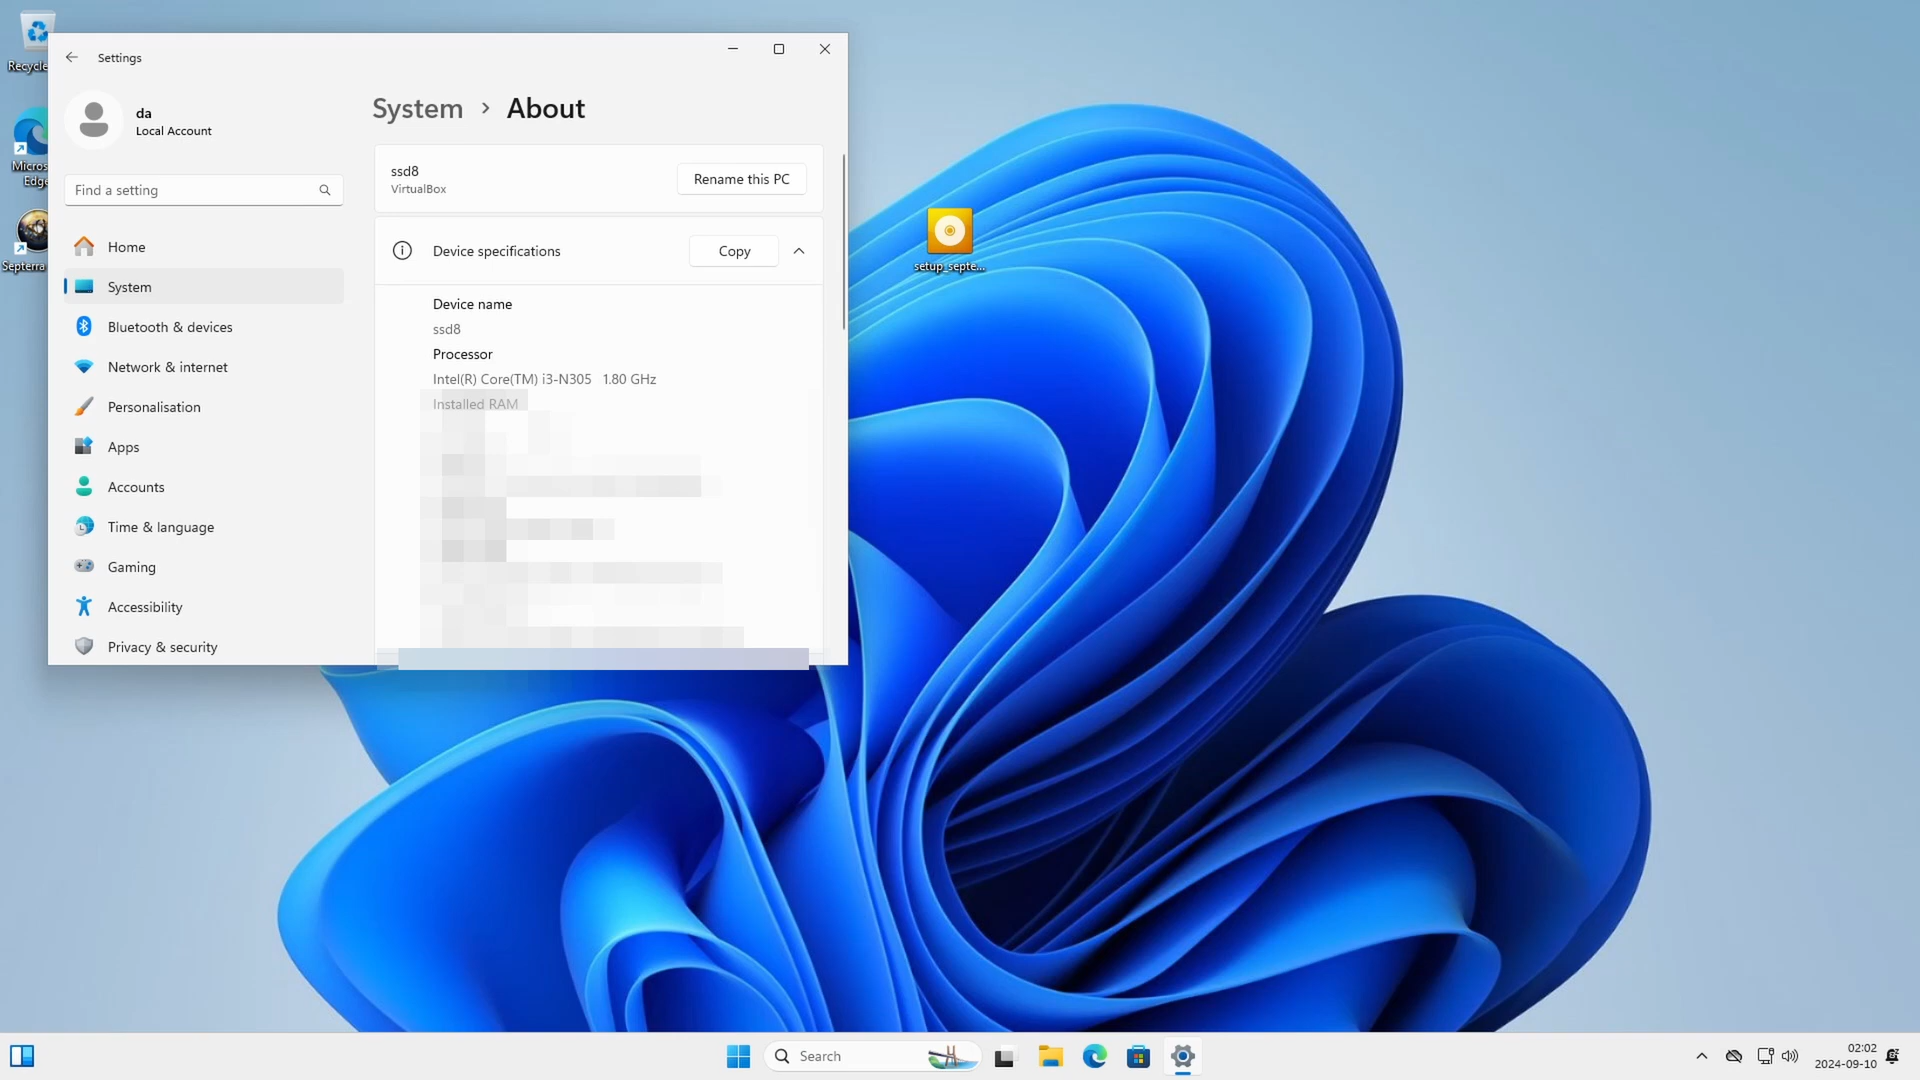 Recycle
Micros
Edge
Septerra
Settings
da
Local Account
Find a setting
Home
System
Bluetooth & devices
Network & internet
Personalisation
Apps
Accounts
Time & language
Gaming
Accessibility
Privacy & security
System > About
ssd8
VirtualBox
Rename this PC
Device specifications
Copy
Device name
ssd8
Processor
Intel(R) Core(TM) i3-N305 1.80 GHz
Installed RAM
setup_septe...
Search
02:02
2024-09-10